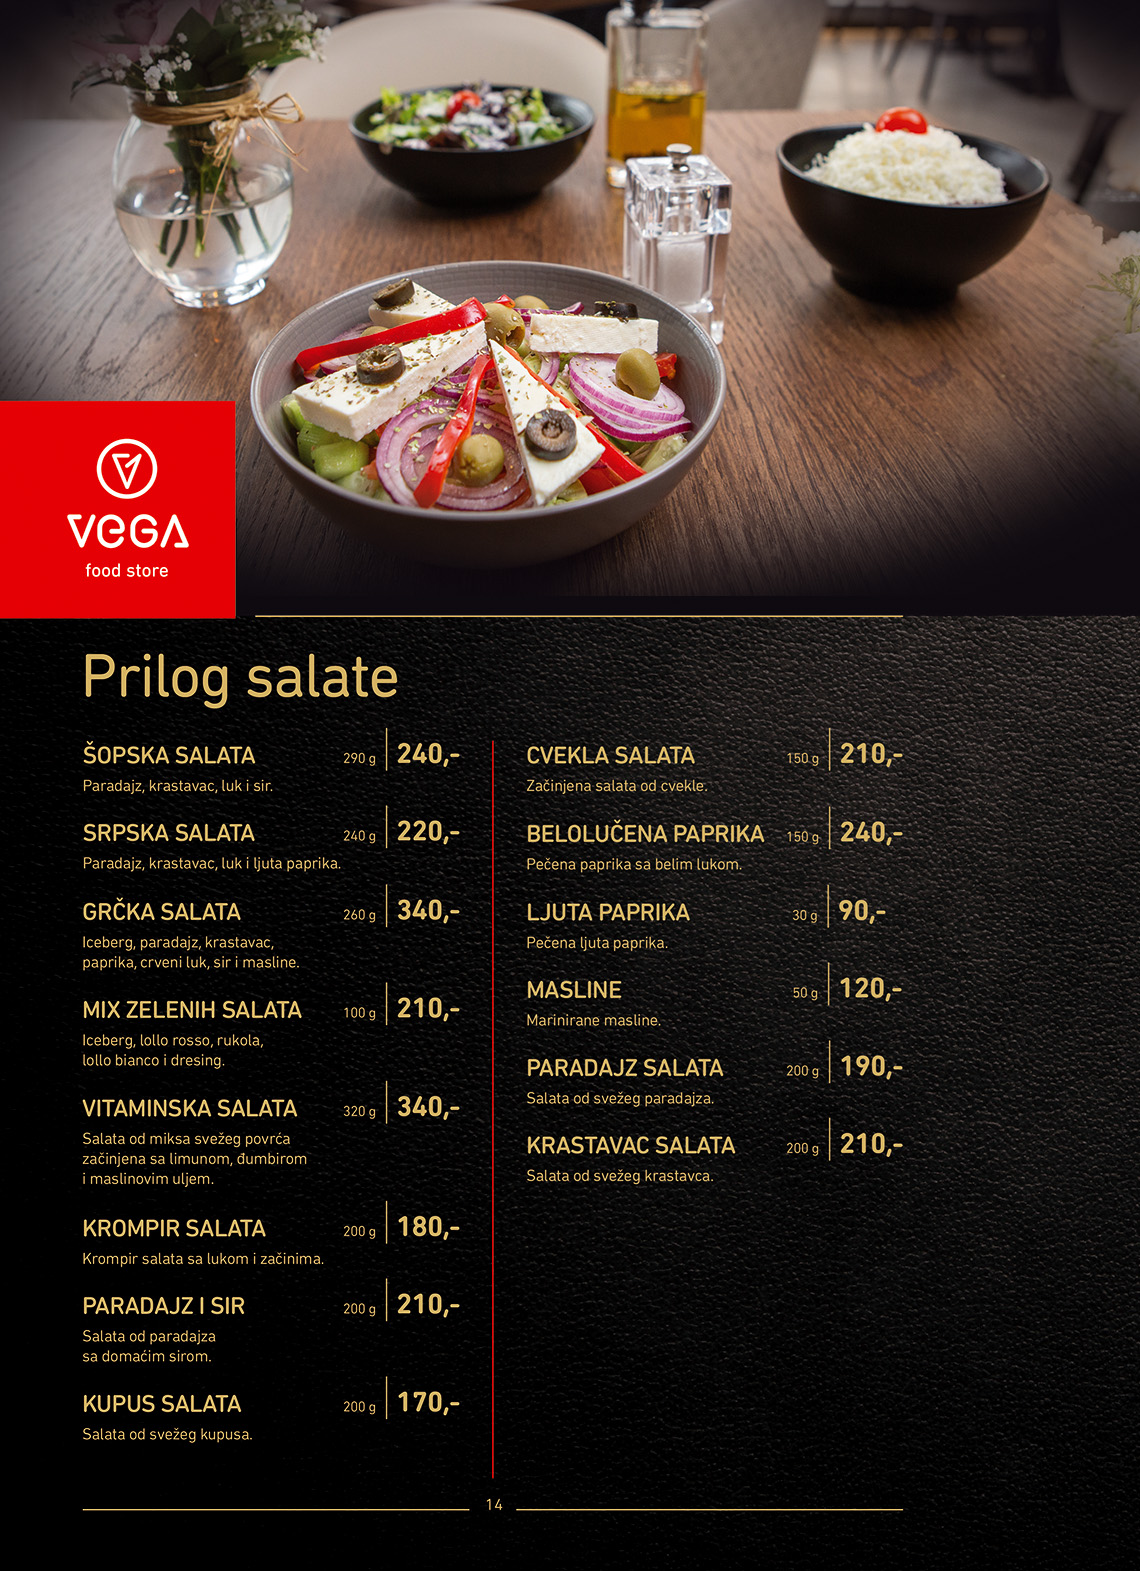 VEGA
food store
Prilog salate
ŠOPSKA SALATA 290 g 240,-
Paradajz, krastavac, luk i sir.
SRPSKA SALATA 240 g 220,-
Paradajz, krastavac, luk i ljuta paprika.
GRČKA SALATA 260 g 340,-
Iceberg, paradajz, krastavac,
paprika, crveni luk, sir i masline.
MIX ZELENIH SALATA 100 g 210,-
Iceberg, lollo rosso, rukola,
lollo bianco i dresing.
VITAMINSKA SALATA 320 g 340,-
Salata od miksa svežeg povrća
začinjena sa limunom, đumbirom
i maslinovim uljem.
KROMPIR SALATA 200 g 180,-
Krompir salata sa lukom i začinima.
PARADAJZ I SIR 200 g 210,-
Salata od paradajza
sa domaćim sirom.
KUPUS SALATA 200 g 170,-
Salata od svežeg kupusa.
CVEKLA SALATA 150 g 210,-
Začinjena salata od cvekle.
BELOLUČENA PAPRIKA 150 g 240,-
Pečena paprika sa belim lukom.
LJUTA PAPRIKA 30 g 90,-
Pečena ljuta paprika.
MASLINE 50 g 120,-
Marinirane masline.
PARADAJZ SALATA 200 g 190,-
Salata od svežeg paradajza.
KRASTAVAC SALATA 200 g 210,-
Salata od svežeg krastavca.
14